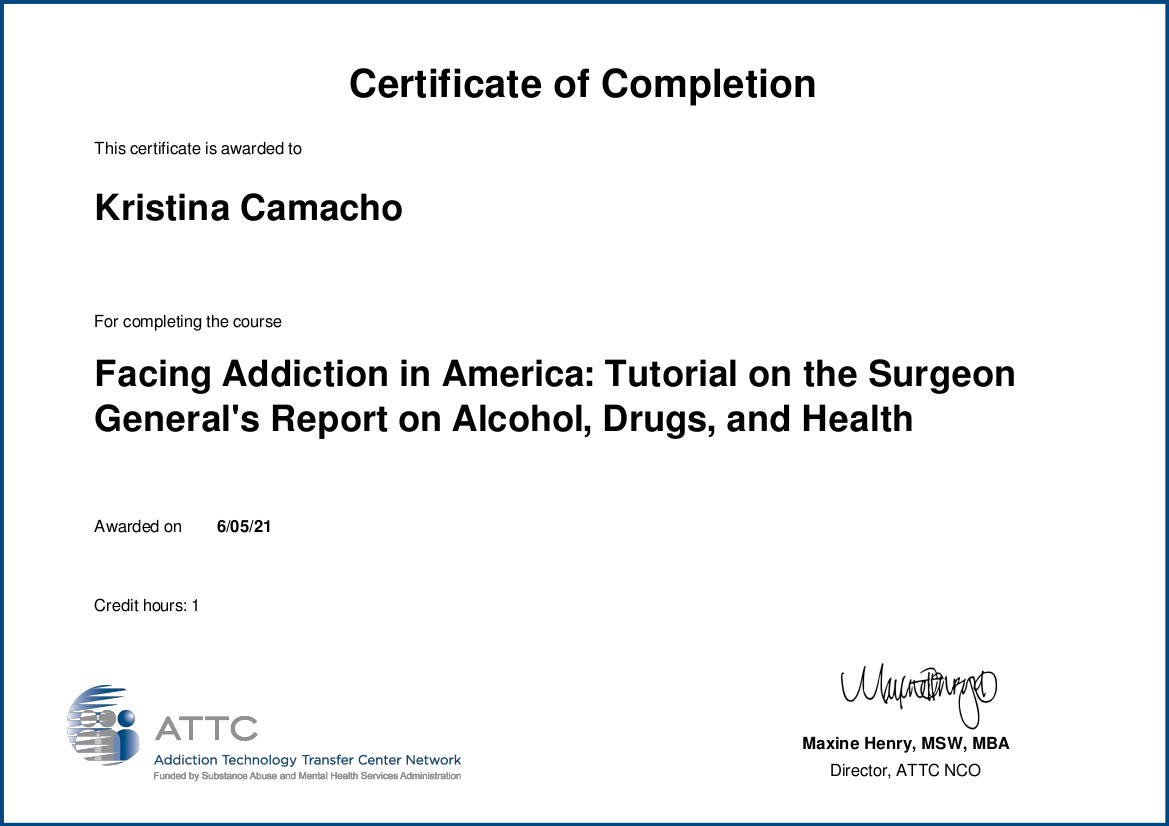 Certificate of Completion
This certificate is awarded to
Kristina Camacho
For completing the course
Facing Addiction in America: Tutorial on the Surgeon
General's Report on Alcohol, Drugs, and Health
Awarded on 6/05/21
Credit hours: 1
ATTC
Addiction Technology Transfer Center Network
Funded by Substance Abuse and Mental Health Services Administration
Maxine Henry, MSW, MBA
Director, ATTC NCO